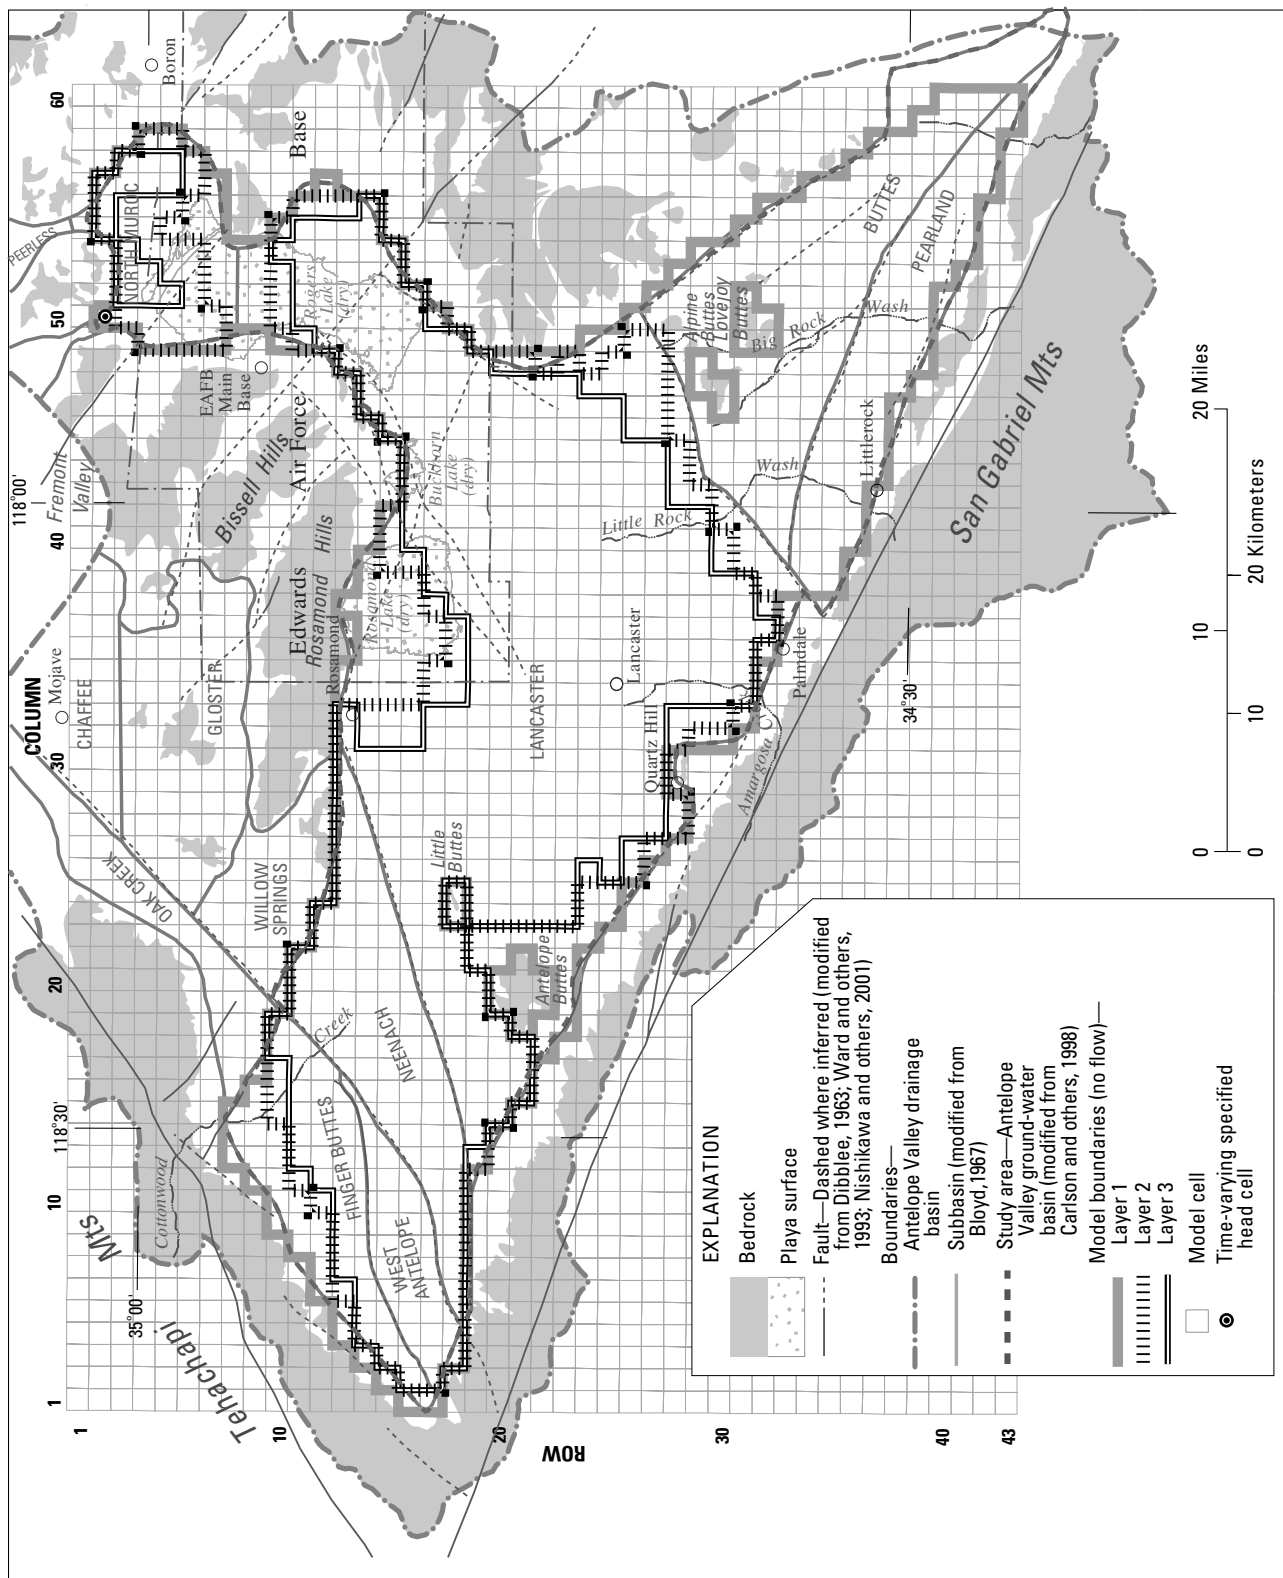 COLUMN
1
10
20
30
40
50
60
ROW
1
10
20
30
40
43
118°30'
118°00'
35°00'
34°30'
Tehachapi
Mts
Cottonwood
Creek
OAK CREEK
Mojave
CHAFFEE
GLOSTER
WILLOW
SPRINGS
FINGER BUTTES
WEST
ANTELOPE
NEENACH
Fremont
Valley
Bissell Hills
Rosamond Hills
Edwards
Air Force
Base
Rosamond
Rosamond
Lake
(dry)
Buckhorn
Lake
(dry)
EAFB
Main
Base
Rogers
Lake
(dry)
PEERLESS
NORTH MUROC
Boron
Little
Buttes
Antelope
Buttes
LANCASTER
Lancaster
Quartz Hill
Amargosa
Palmdale
Little Rock
Wash
Littlerock
Alpine
Buttes
Lovejoy
Buttes
Big Rock
Wash
BUTTES
PEARLAND
San Gabriel Mts
0
10
20 Miles
0
10
20 Kilometers
EXPLANATION
Bedrock
Playa surface
Fault—Dashed where inferred (modified
from Dibblee, 1963; Ward and others,
1993; Nishikawa and others, 2001)
Boundaries—
Antelope Valley drainage
basin
Subbasin (modified from
Bloyd,1967)
Study area—Antelope
Valley ground-water
basin (modified from
Carlson and others, 1998)
Model boundaries (no flow)—
Layer 1
Layer 2
Layer 3
Model cell
Time-varying specified
head cell